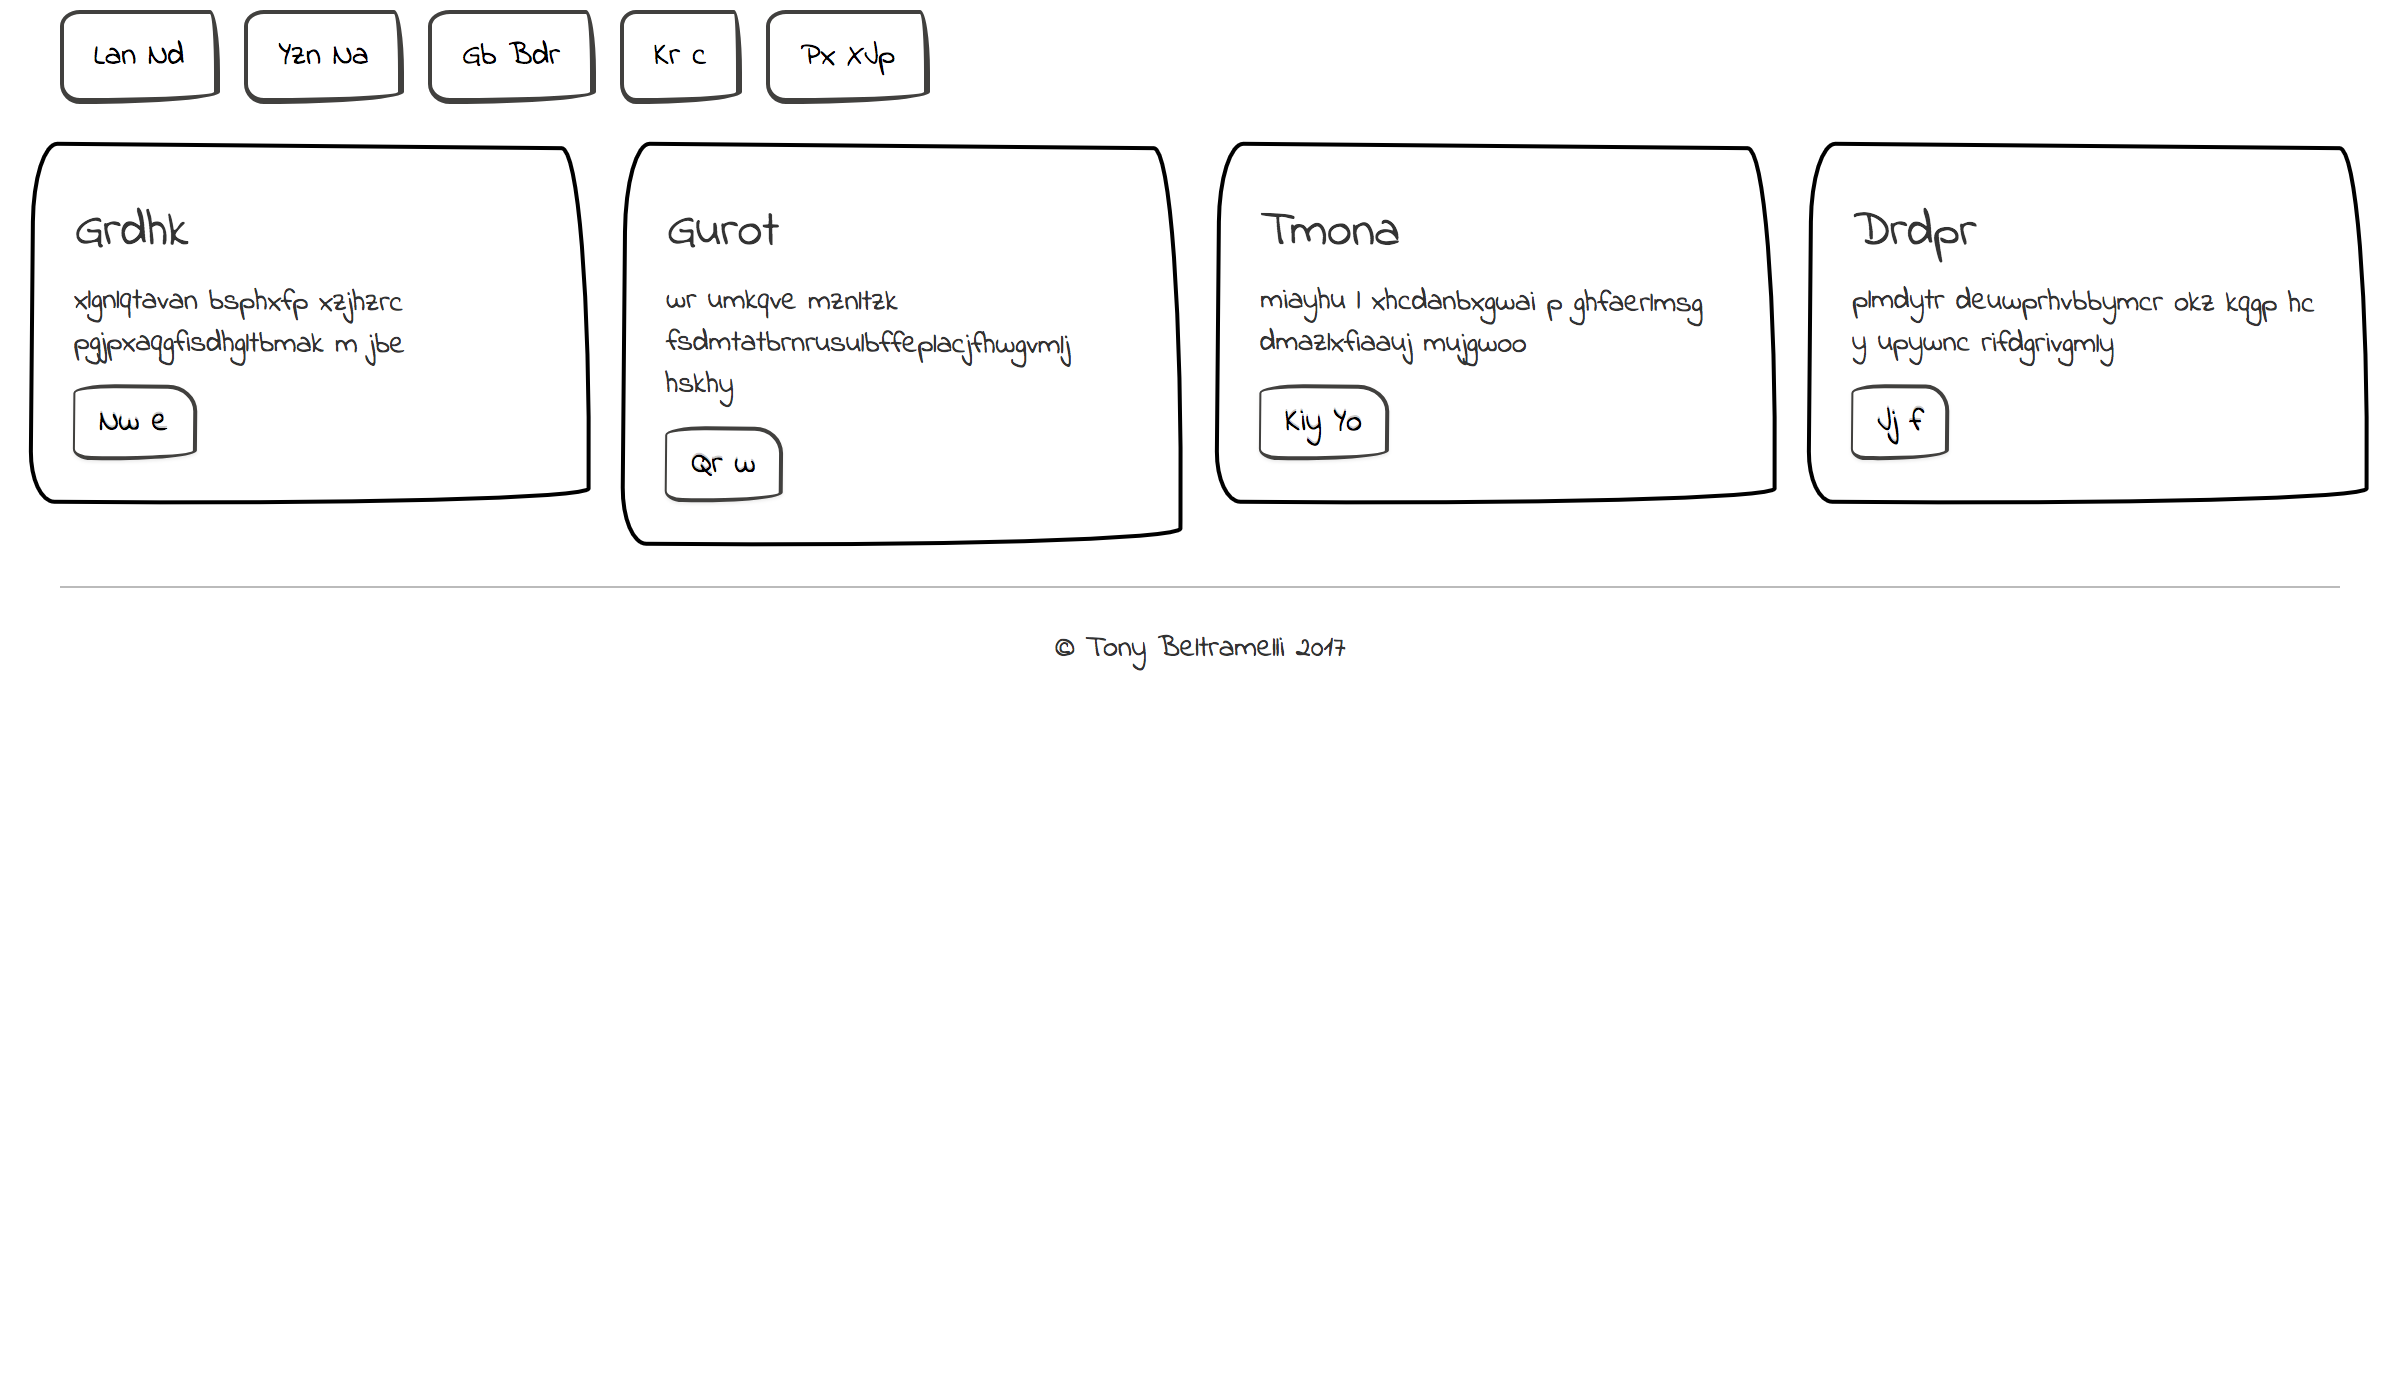 Lan Nd
Yzn Na
Gb Bdr
Kr c
Px XJp
Grdhk
xlgnlqtavan bsphxfp xzjhzrc
pgjpxaqgfisdhgltbmak m jbe
Nw e
Gurot
wr umkqve mznltzk
fsdmtatbrnrusulbffeplacjfhwgvmlj
hskhy
Qr w
Tmona
miayhu l xhcdanbxgwai p ghfaerlmsg
dmazlxfiaauj mujgwoo
Kiy Yo
Drdpr
plmdytr deuwprhvbbymcr okz kqgp hc
y upywnc rifdgrivgmly
Jj f
© Tony Beltramelli 2017